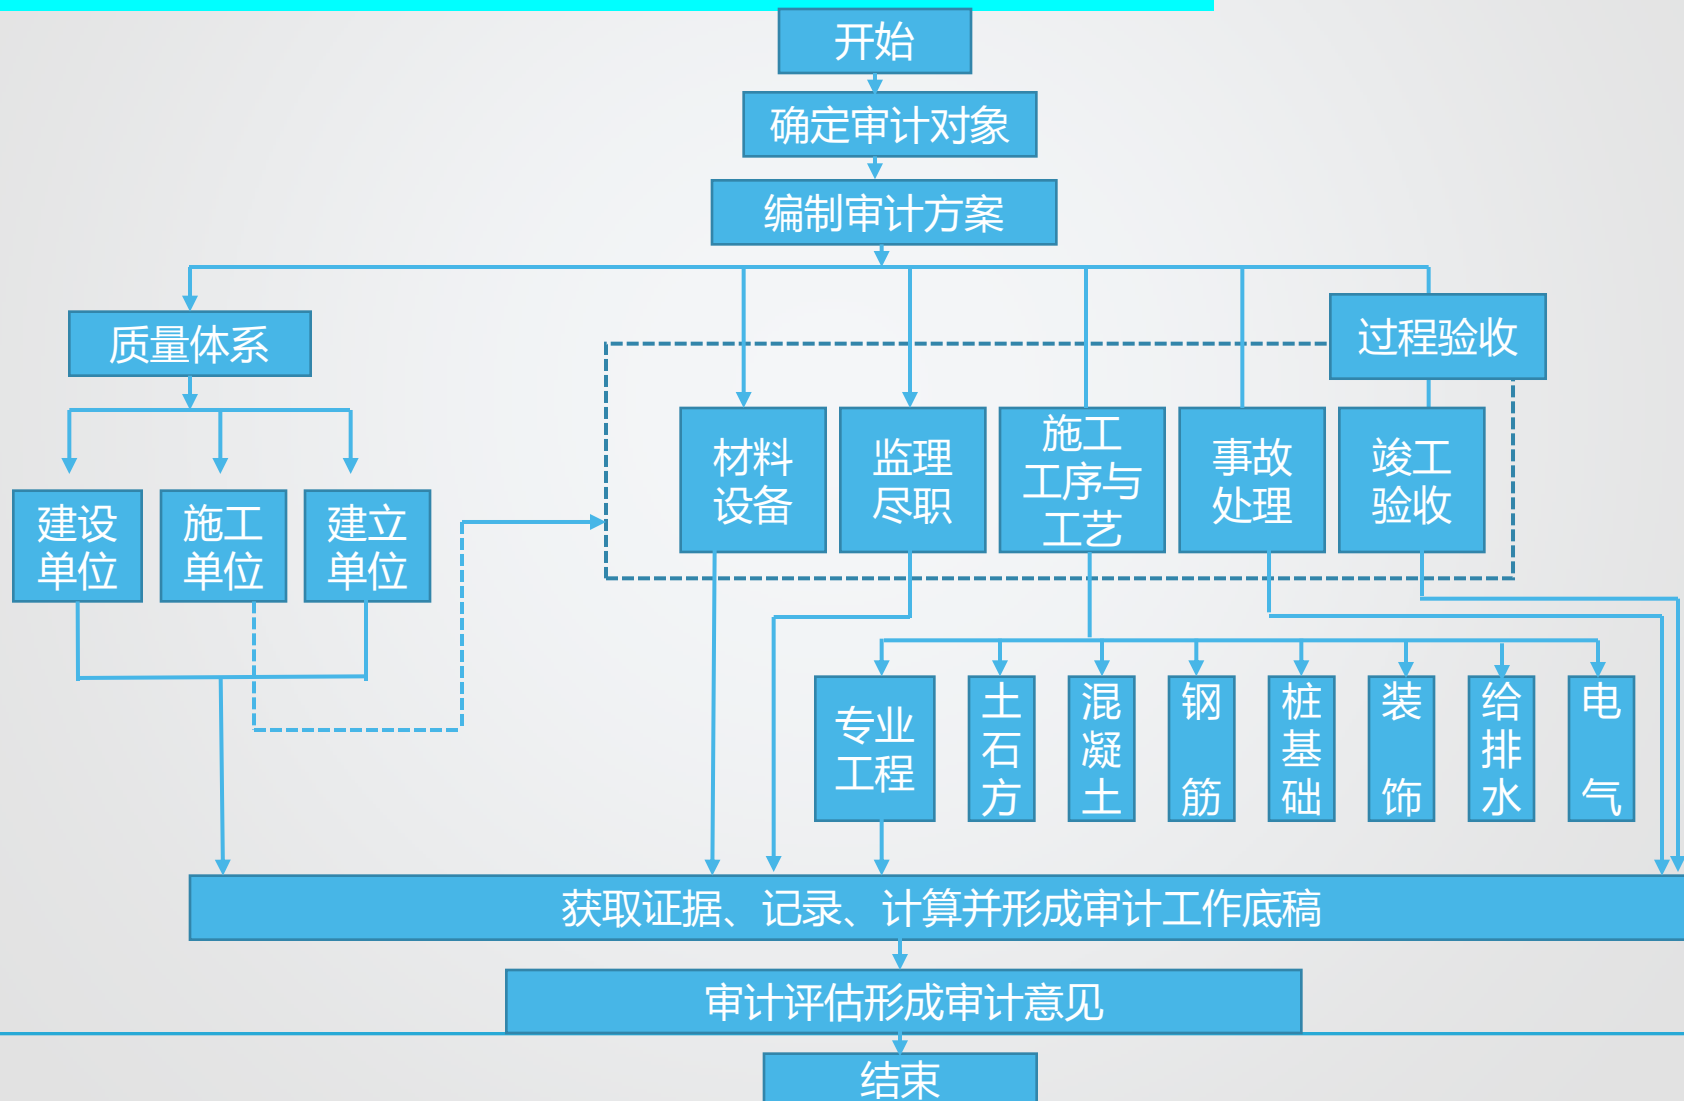 开始
确定审计对象
编制审计方案
质量体系
过程验收
材料
设备
监理
尽职
施工
工序与
工艺
事故
处理
竣工
验收
建设
单位
施工
单位
建立
单位
专业
工程
土
石
方
混
凝
土
钢
筋
桩
基
础
装
饰
给
排
水
电
气
获取证据、记录、计算并形成审计工作底稿
审计评估形成审计意见
结束